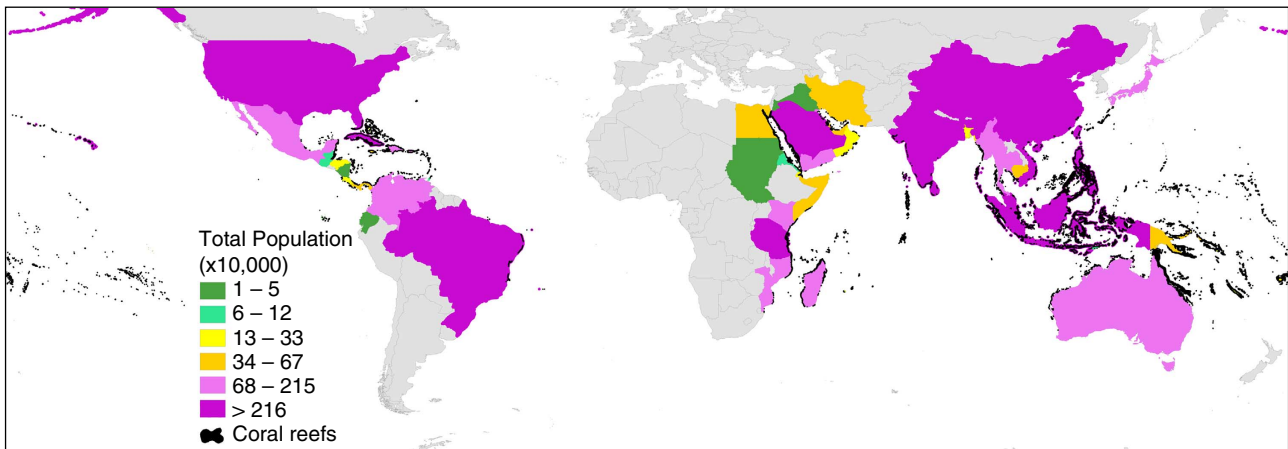 Total Population
(x10,000)
1 – 5
6 – 12
13 – 33
34 – 67
68 – 215
> 216
Coral reefs